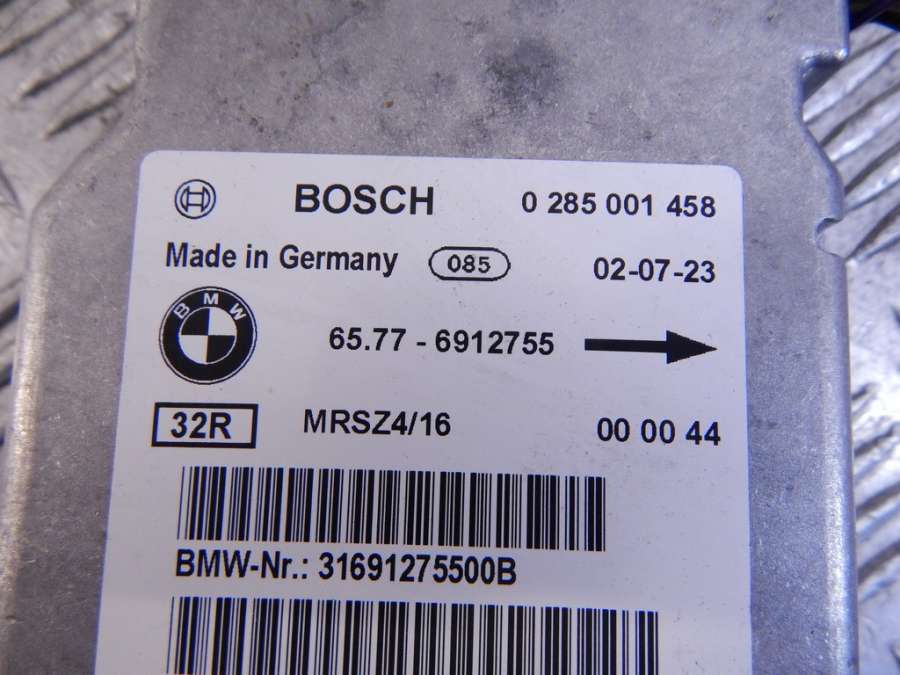 BOSCH 0 285 001 458
Made in Germany 085 02-07-23
BMW 65.77 - 6912755
32R MRSZ4/16 00 00 44
BMW-Nr.: 31691275500B